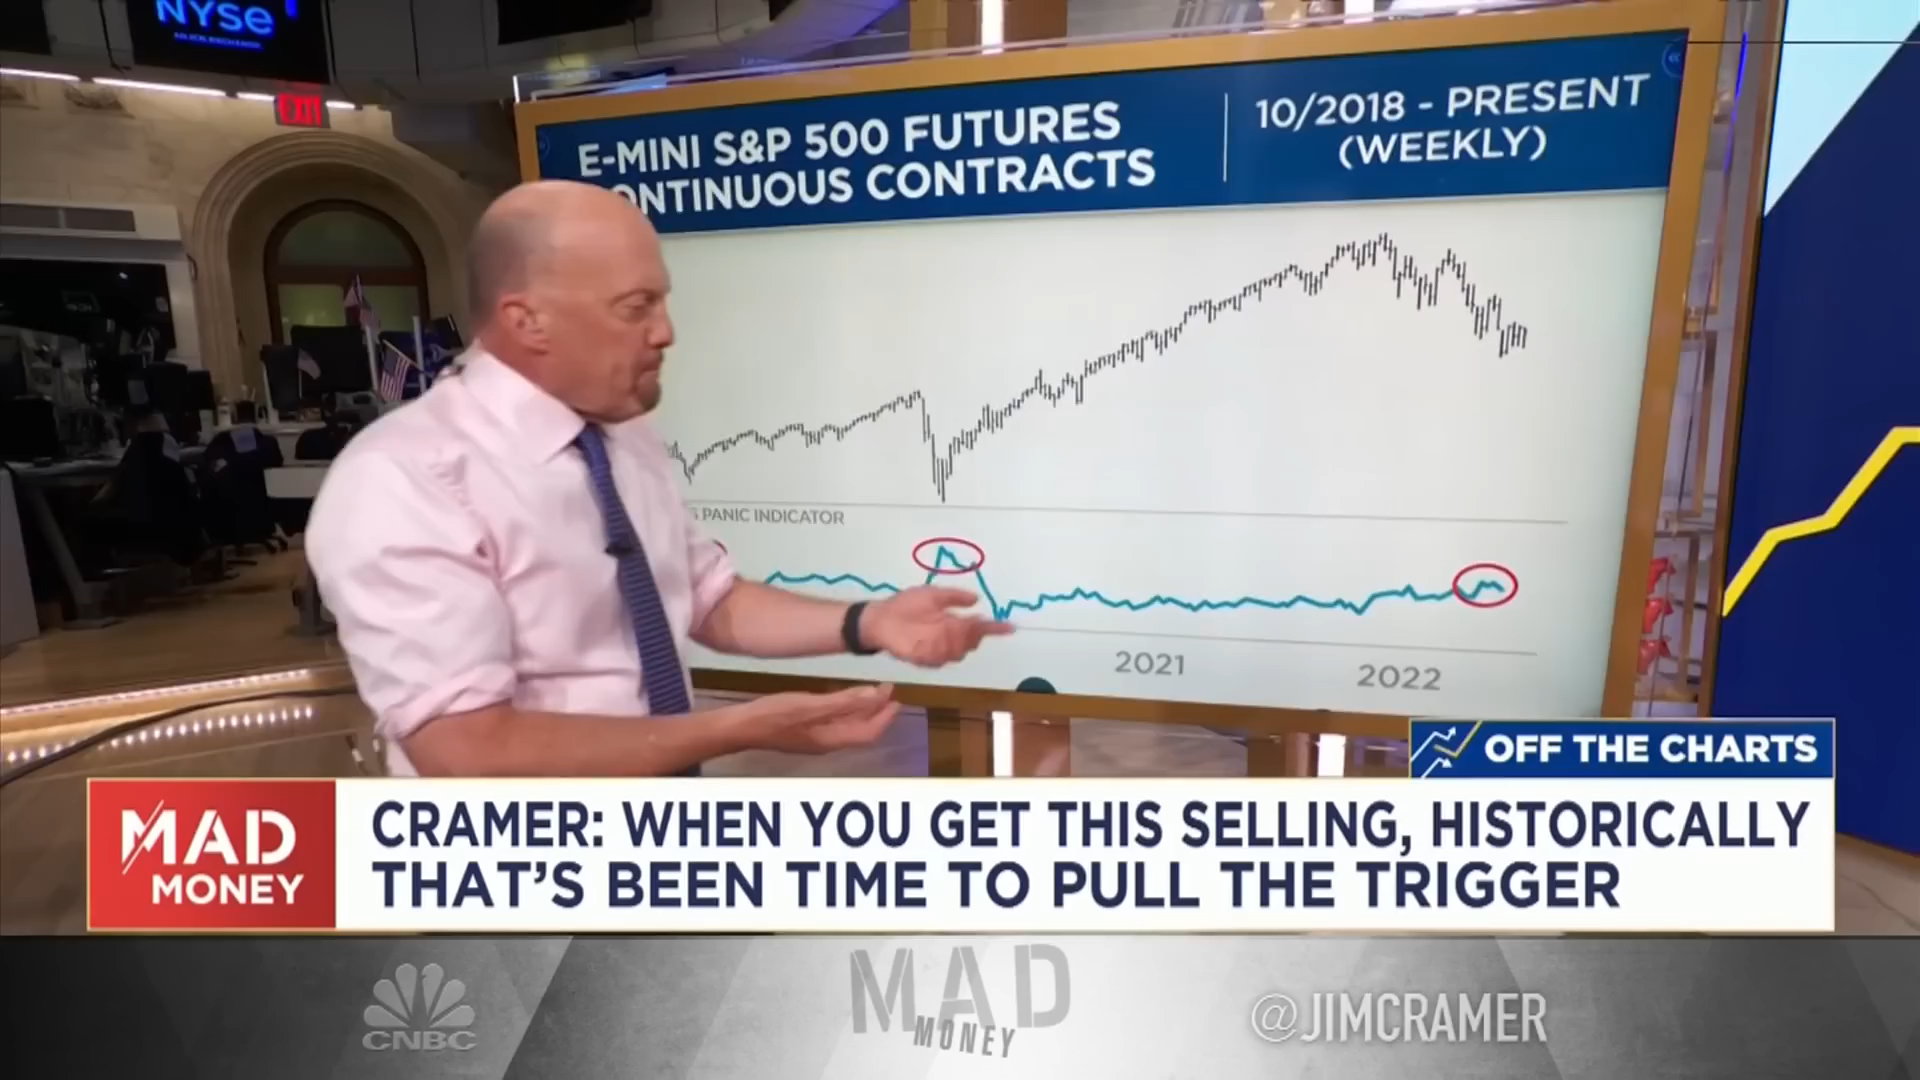 NYSE
EXIT
E-MINI S&P 500 FUTURES
ONTINUOUS CONTRACTS
10/2018 - PRESENT
(WEEKLY)
PANIC INDICATOR
2021
2022
OFF THE CHARTS
MAD
MONEY
CRAMER: WHEN YOU GET THIS SELLING, HISTORICALLY
THAT'S BEEN TIME TO PULL THE TRIGGER
CNBC
MAD
MONEY
@JIMCRAMER